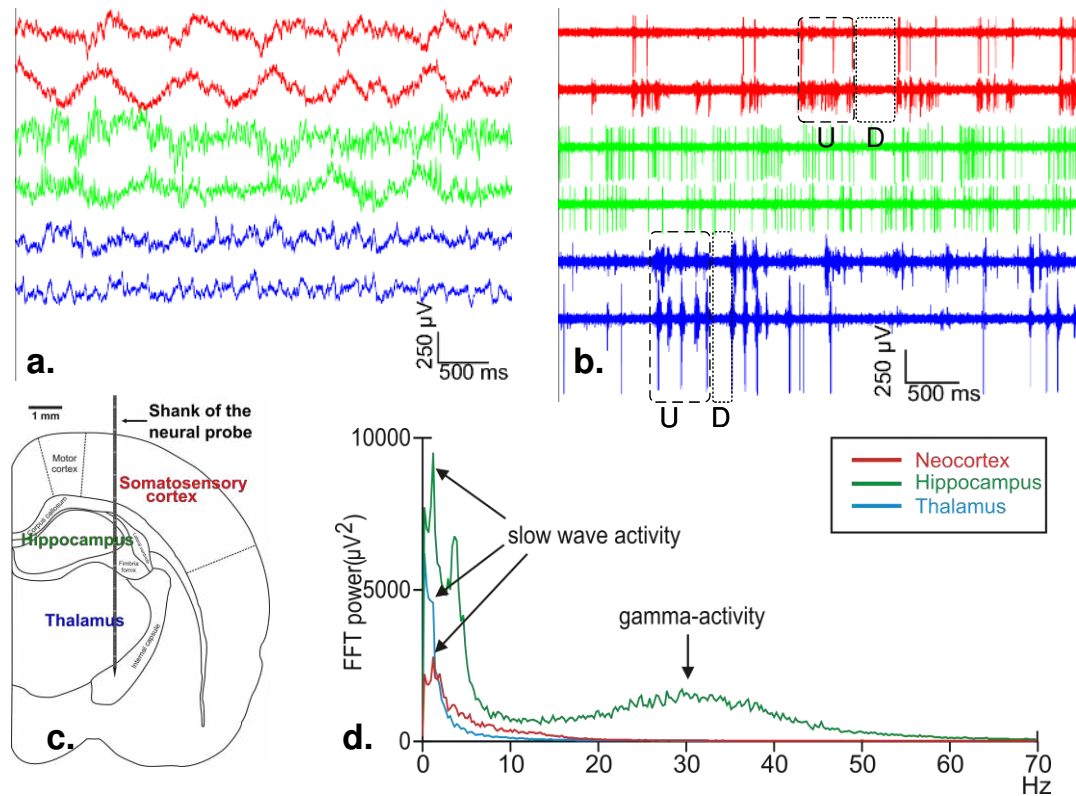 250 µV
500 ms
a.
U
D
U
D
250 µV
500 ms
b.
1 mm
Shank of the
neural probe
Motor
cortex
Somatosensory
cortex
Corpus callosum
Hippocampus
Fimbria
fornix
Thalamus
Internal capsule
c.
10000
5000
0
FFT power(µV2)
slow wave activity
gamma-activity
Neocortex
Hippocampus
Thalamus
0
10
20
30
40
50
60
70
Hz
d.